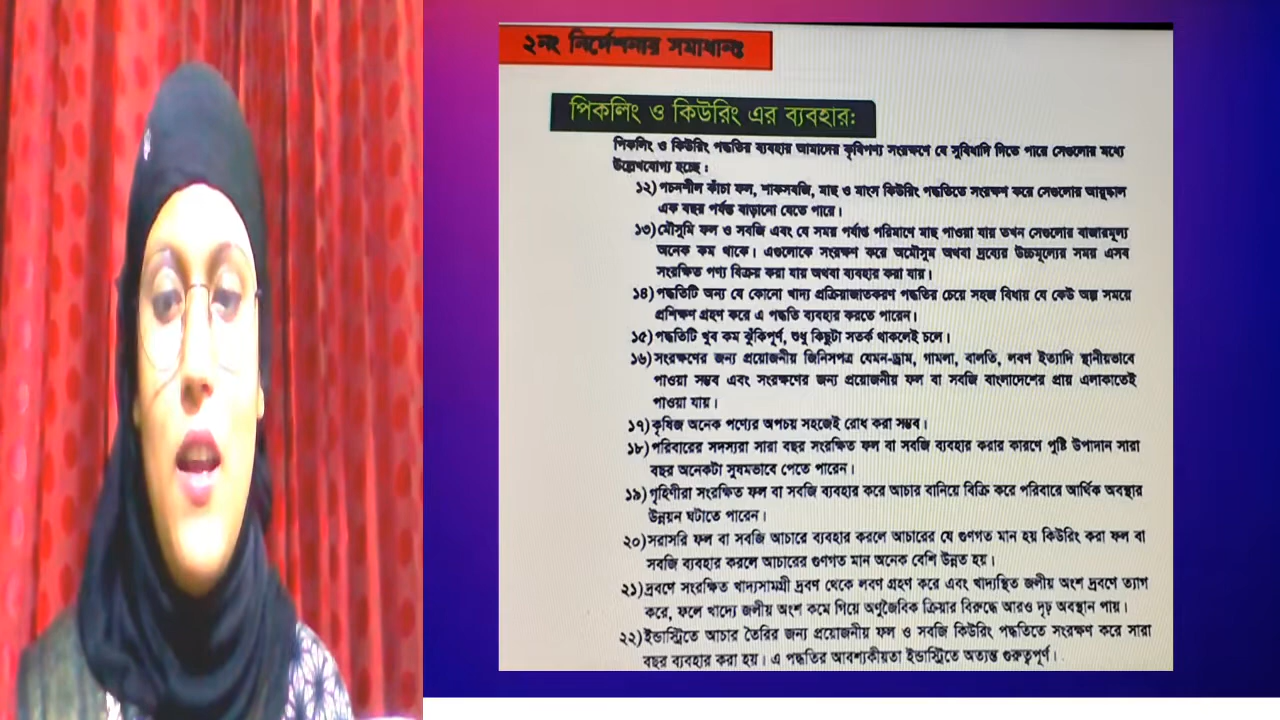 ২নং নির্দেশনার সমাধানঃ
পিকলিং ও কিউরিং এর ব্যবহার:
পিকলিং ও কিউরিং পদ্ধতির ব্যবহার আমাদের কৃষিপণ্য সংরক্ষণে যে সুবিধাদি দিতে পারে সেগুলোর মধ্যে
উল্লেখযোগ্য হচ্ছে :
১২) পচনশীল কাঁচা ফল, শাকসবজি, মাছ ও মাংস কিউরিং পদ্ধতিতে সংরক্ষণ করে সেগুলোর আয়ুষ্কাল
এক বছর পর্যন্ত বাড়ানো যেতে পারে।
১৩) মৌসুমি ফল ও সবজি এবং যে সময় পর্যাপ্ত পরিমাণে মাছ পাওয়া যায় তখন সেগুলোর বাজারমূল্য
অনেক কম থাকে। এগুলোকে সংরক্ষণ করে অমৌসুম অথবা দ্রব্যের উচ্চমূল্যের সময় এসব
সংরক্ষিত পণ্য বিক্রয় করা যায় অথবা ব্যবহার করা যায়।
১৪) পদ্ধতিটি অন্য যে কোনো খাদ্য প্রক্রিয়াজাতকরণ পদ্ধতির চেয়ে সহজ বিধায় যে কেউ অল্প সময়ে
প্রশিক্ষণ গ্রহণ করে এ পদ্ধতি ব্যবহার করতে পারেন।
১৫) পদ্ধতিটি খুব কম ঝুঁকিপূর্ণ, শুধু কিছুটা সতর্ক থাকলেই চলে।
১৬) সংরক্ষণের জন্য প্রয়োজনীয় জিনিসপত্র যেমন-ড্রাম, গামলা, বালতি, লবণ ইত্যাদি স্থানীয়ভাবে
পাওয়া সম্ভব এবং সংরক্ষণের জন্য প্রয়োজনীয় ফল বা সবজি বাংলাদেশের প্রায় এলাকাতেই
পাওয়া যায়।
১৭) কৃষিজ অনেক পণ্যের অপচয় সহজেই রোধ করা সম্ভব।
১৮) পরিবারের সদস্যরা সারা বছর সংরক্ষিত ফল বা সবজি ব্যবহার করার কারণে পুষ্টি উপাদান সারা
বছর অনেকটা সুষমভাবে পেতে পারেন।
১৯) গৃহিণীরা সংরক্ষিত ফল বা সবজি ব্যবহার করে আচার বানিয়ে বিক্রি করে পরিবারে আর্থিক অবস্থার
উন্নয়ন ঘটাতে পারেন।
২০) সরাসরি ফল বা সবজি আচারে ব্যবহার করলে আচারের যে গুণগত মান হয় কিউরিং করা ফল বা
সবজি ব্যবহার করলে আচারের গুণগত মান অনেক বেশি উন্নত হয়।
২১) দ্রবণে সংরক্ষিত খাদ্যসামগ্রী দ্রবণ থেকে লবণ গ্রহণ করে এবং খাদ্যস্থিত জলীয় অংশ দ্রবণে ত্যাগ
করে, ফলে খাদ্যে জলীয় অংশ কমে গিয়ে অণুজৈবিক ক্রিয়ার বিরুদ্ধে আরও দৃঢ় অবস্থান পায়।
২২) ইন্ডাস্ট্রিতে আচার তৈরির জন্য প্রয়োজনীয় ফল ও সবজি কিউরিং পদ্ধতিতে সংরক্ষণ করে সারা
বছর ব্যবহার করা হয়। এ পদ্ধতির আবশ্যকীয়তা ইন্ডাস্ট্রিতে অত্যন্ত গুরুত্বপূর্ণ।